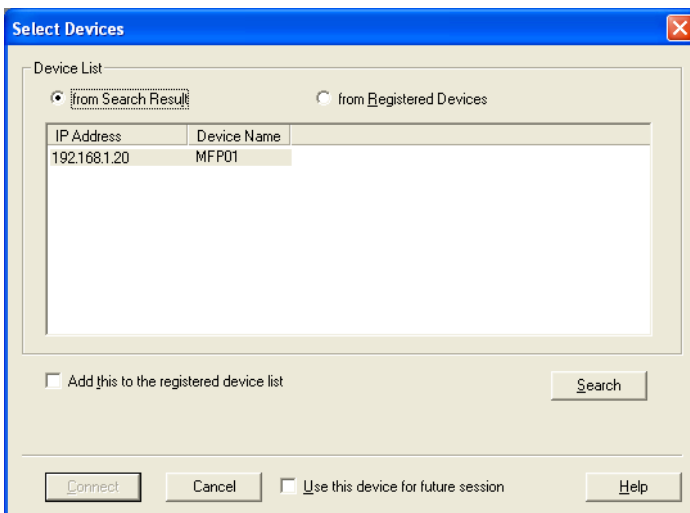 Select Devices
Device List
from Search Result
from Registered Devices
IP Address Device Name
192.168.1.20 MFP01
Add this to the registered device list
Search
Connect Cancel Use this device for future session Help